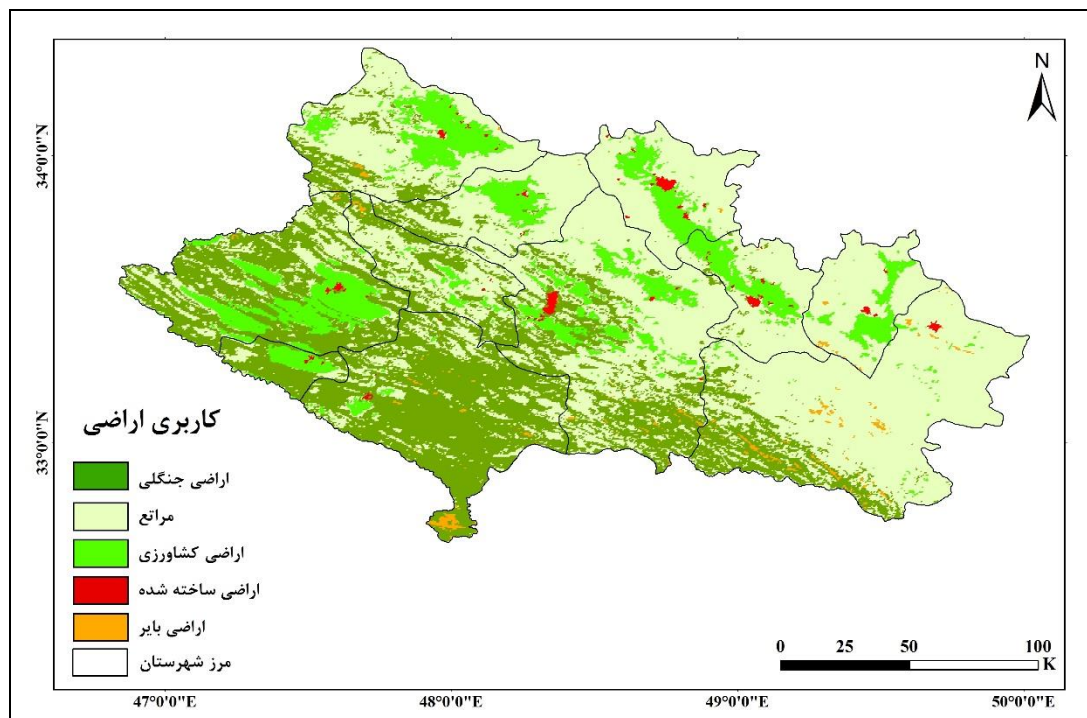 N
34°0'0"N
33°0'0"N
کاربری اراضی
اراضی جنگلی
مراتع
اراضی کشاورزی
اراضی ساخته شده
اراضی بایر
مرز شهرستان
0 25 50 100
K
47°0'0"E 48°0'0"E 49°0'0"E 50°0'0"E